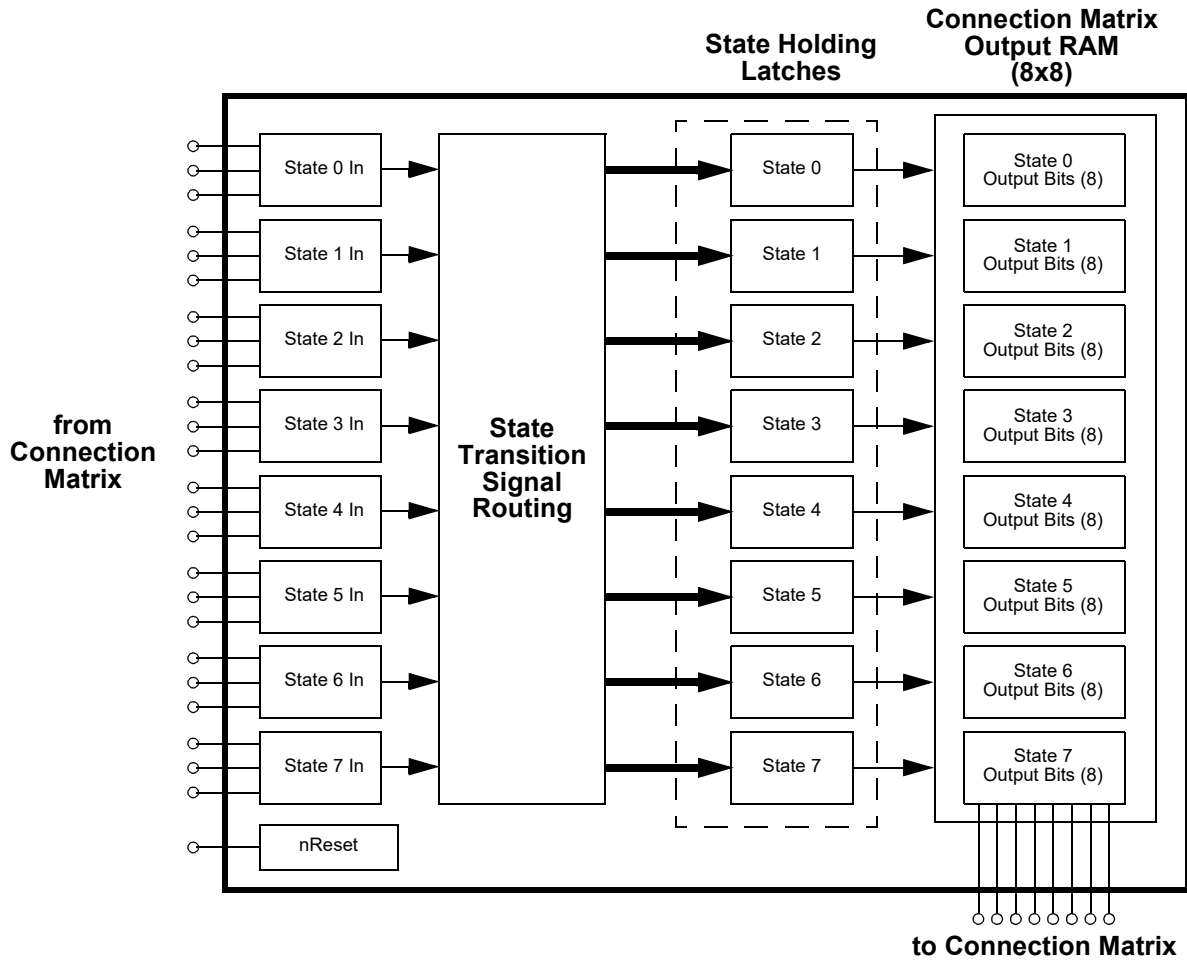 Connection Matrix
Output RAM
(8x8)
State Holding
Latches
from
Connection
Matrix
State 0 In
State 1 In
State 2 In
State 3 In
State 4 In
State 5 In
State 6 In
State 7 In
nReset
State
Transition
Signal
Routing
State 0
State 1
State 2
State 3
State 4
State 5
State 6
State 7
State 0
Output Bits (8)
State 1
Output Bits (8)
State 2
Output Bits (8)
State 3
Output Bits (8)
State 4
Output Bits (8)
State 5
Output Bits (8)
State 6
Output Bits (8)
State 7
Output Bits (8)
to Connection Matrix